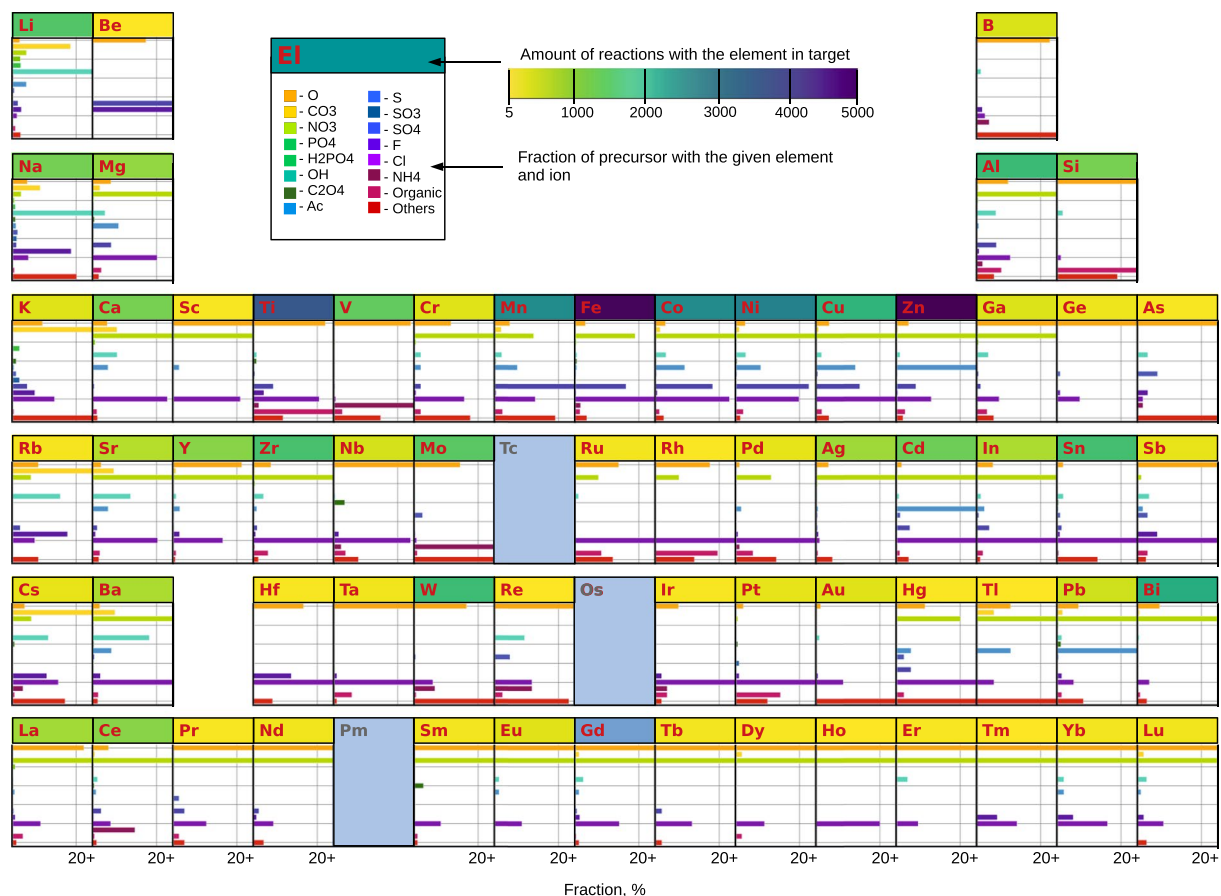 Li Be B
El
Amount of reactions with the element in target
5 1000 2000 3000 4000 5000
- O - S
- CO3 - SO3
- NO3 - SO4
- PO4 - F
- H2PO4 - Cl
- OH - NH4
- C2O4 - Organic
- Ac - Others
Fraction of precursor with the given element
and ion
Na Mg Al Si
K Ca Sc Ti V Cr Mn Fe Co Ni Cu Zn Ga Ge As
Rb Sr Y Zr Nb Mo Tc Ru Rh Pd Ag Cd In Sn Sb
Cs Ba Hf Ta W Re Os Ir Pt Au Hg Tl Pb Bi
La Ce Pr Nd Pm Sm Eu Gd Tb Dy Ho Er Tm Yb Lu
20+ 20+ 20+ 20+ 20+ 20+ 20+ 20+ 20+ 20+ 20+ 20+ 20+ 20+
Fraction, %